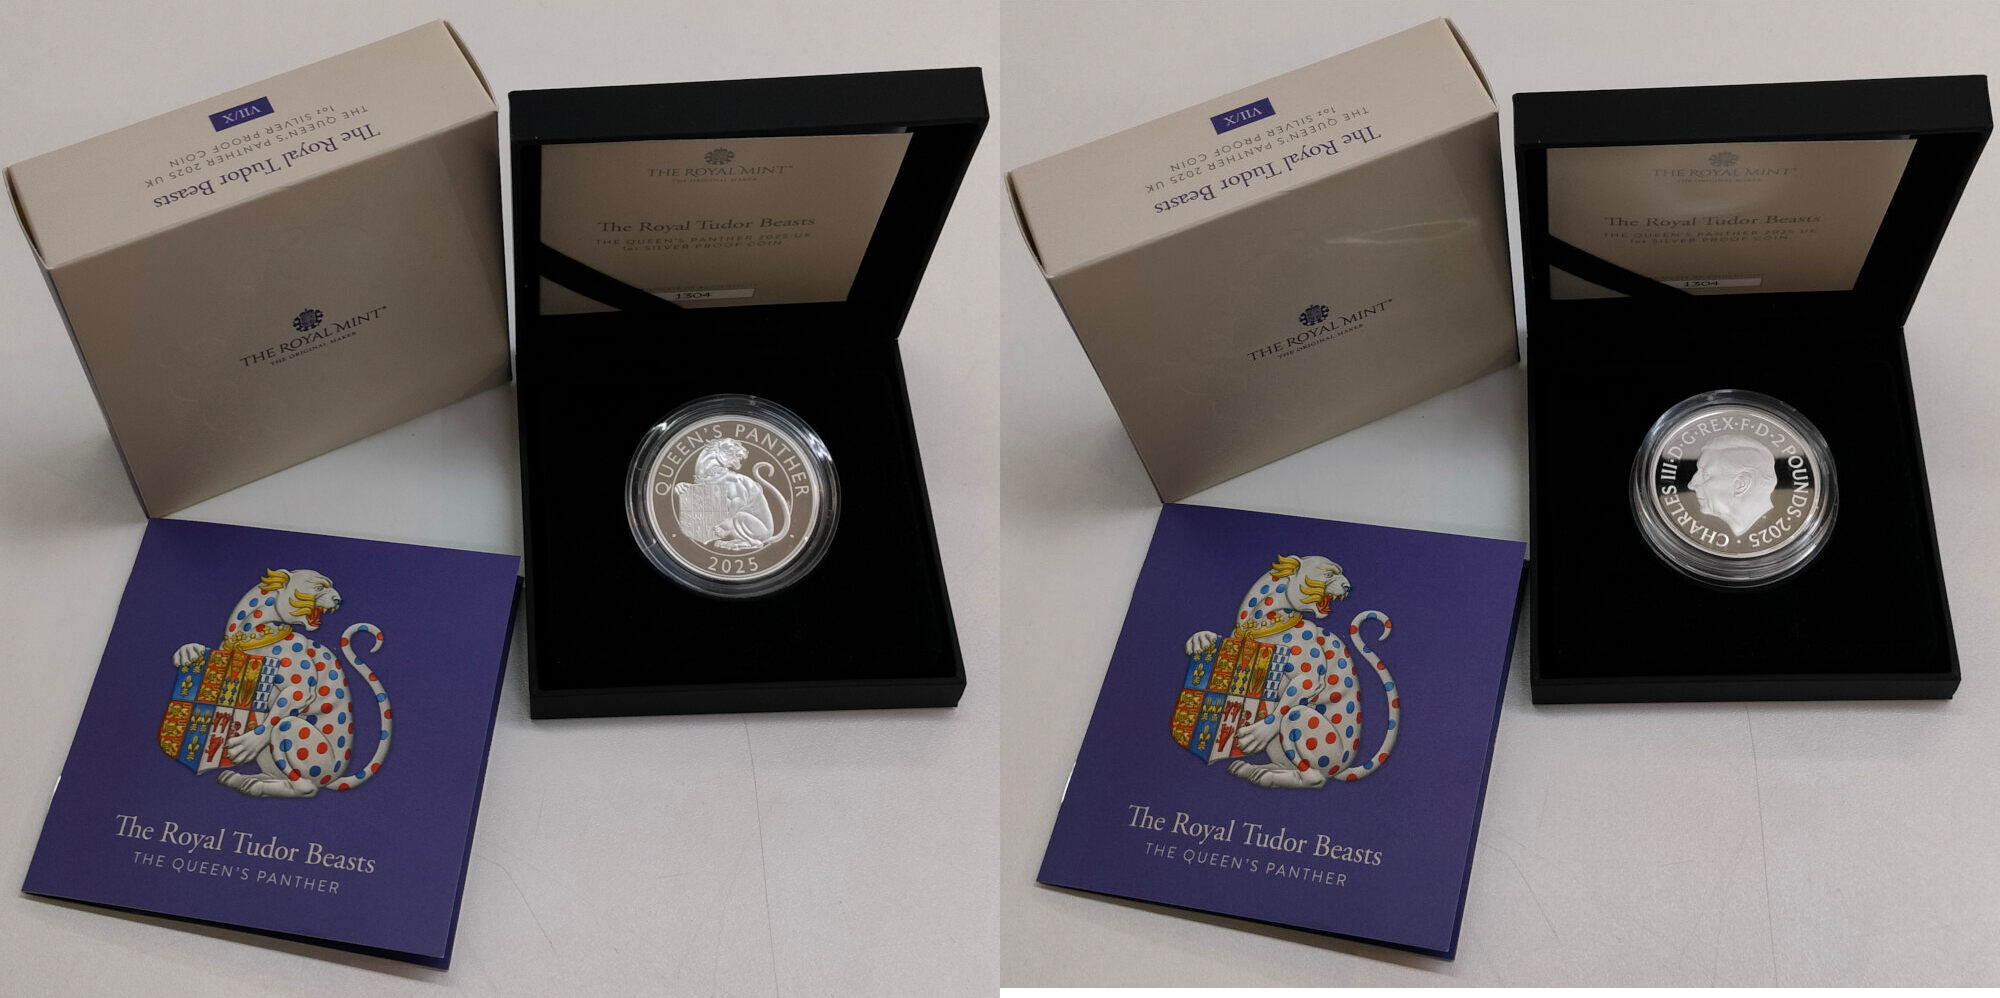 The Royal Tudor Beasts
THE QUEEN'S PANTHER 2025 UK
1oz SILVER PROOF COIN
VII/X
THE ROYAL MINT®
THE ORIGINAL MAKER
THE ROYAL MINT®
THE ORIGINAL MAKER
The Royal Tudor Beasts
THE QUEEN'S PANTHER 2025 UK
1oz SILVER PROOF COIN
1304
QUEEN'S PANTHER
· 2025 ·
The Royal Tudor Beasts
THE QUEEN'S PANTHER
The Royal Tudor Beasts
THE QUEEN'S PANTHER 2025 UK
1oz SILVER PROOF COIN
VII/X
THE ROYAL MINT®
THE ORIGINAL MAKER
THE ROYAL MINT®
THE ORIGINAL MAKER
The Royal Tudor Beasts
THE QUEEN'S PANTHER 2025 UK
1oz SILVER PROOF COIN
1304
CHARLES III·D·G·REX·F·D·2 POUNDS·2025·
The Royal Tudor Beasts
THE QUEEN'S PANTHER